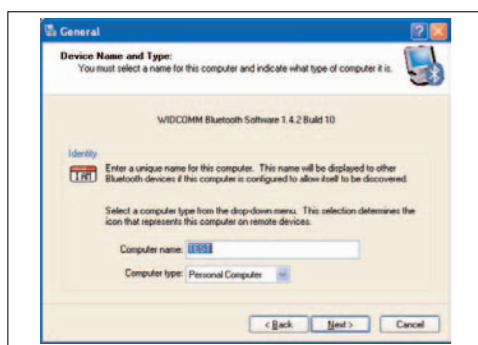 General
Device Name and Type:
You must select a name for this computer and indicate what type of computer it is.
WIDCOMM Bluetooth Software 1.4.2 Build 10
Identity
Enter a unique name for this computer. This name will be displayed to other
Bluetooth devices if this computer is configured to allow itself to be discovered.
Select a computer type from the drop-down menu. This selection determines the
icon that represents this computer on remote devices.
Computer name:
Computer type: Personal Computer
< Back Next > Cancel